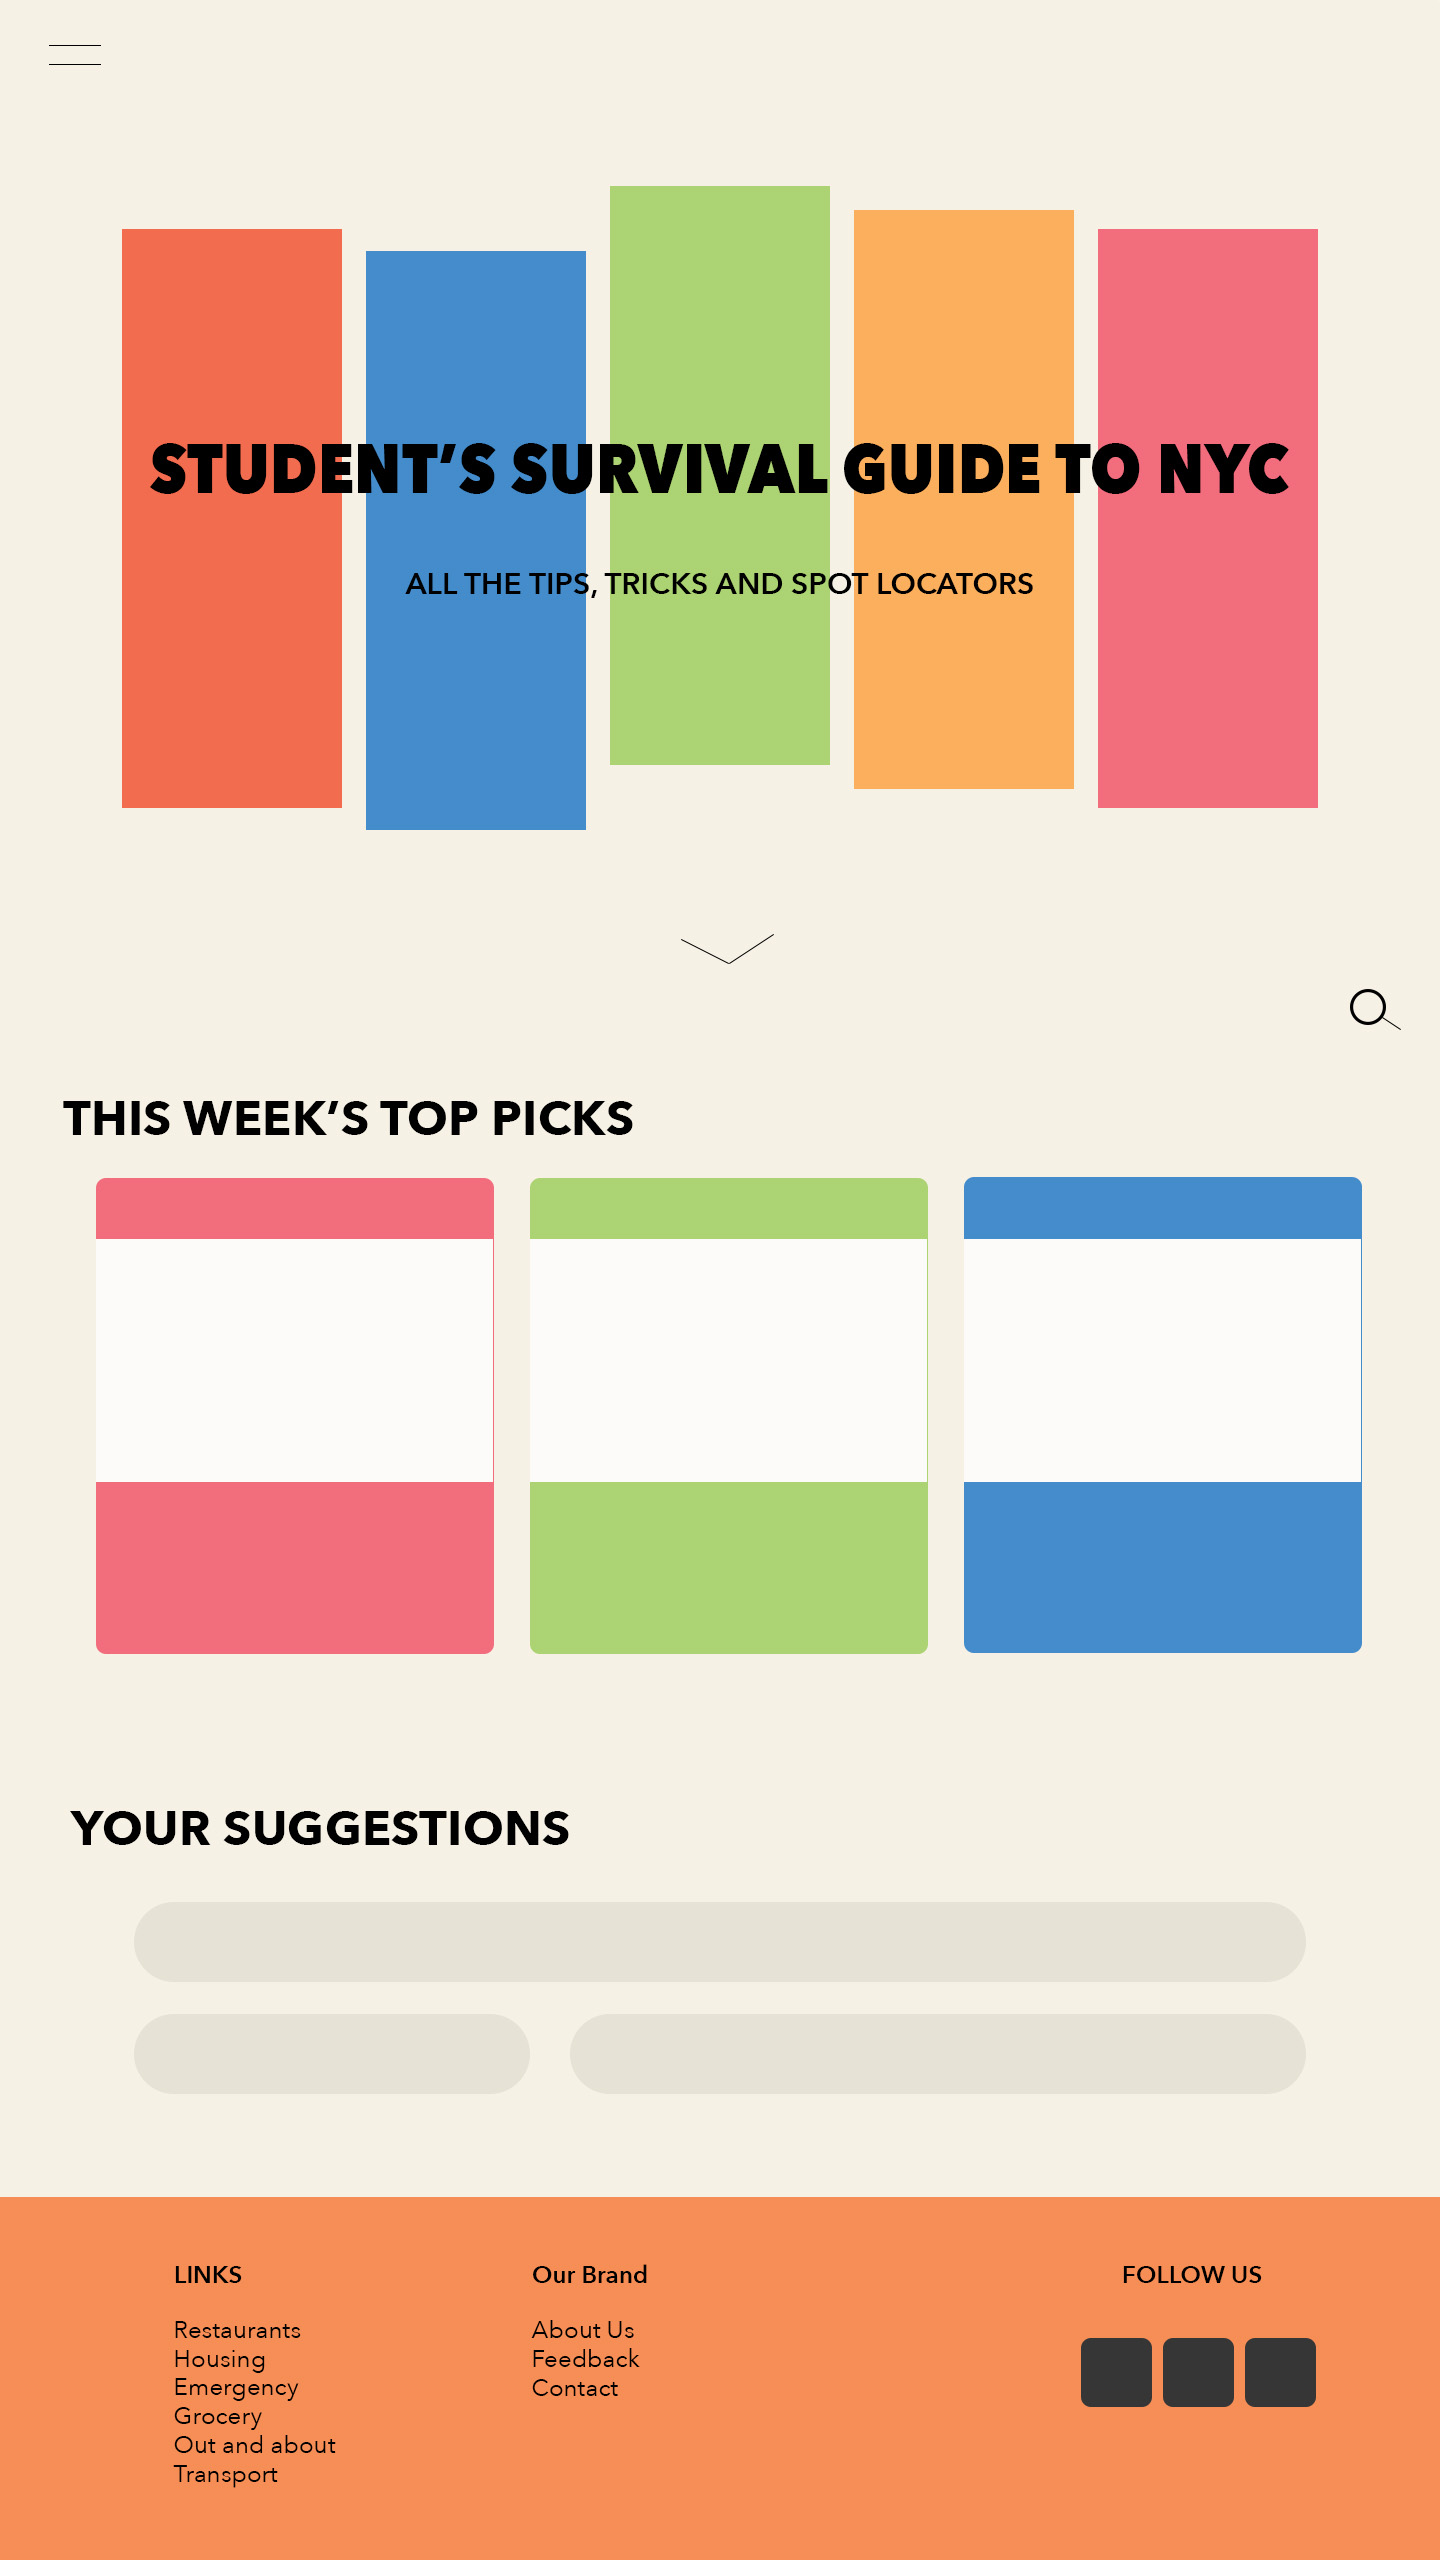 STUDENT’S SURVIVAL GUIDE TO NYC
ALL THE TIPS, TRICKS AND SPOT LOCATORS
THIS WEEK’S TOP PICKS
YOUR SUGGESTIONS
LINKS
Restaurants
Housing
Emergency
Grocery
Out and about
Transport
Our Brand
About Us
Feedback
Contact
FOLLOW US